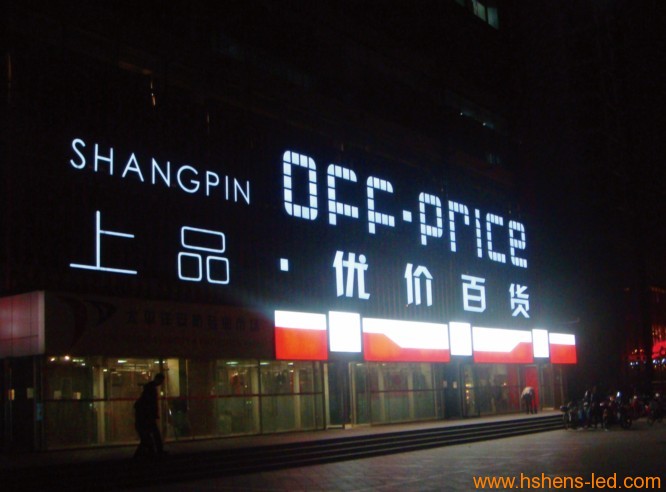 SHANGPIN OFF-PRICE
上品·优价百货
www.hshens-led.com